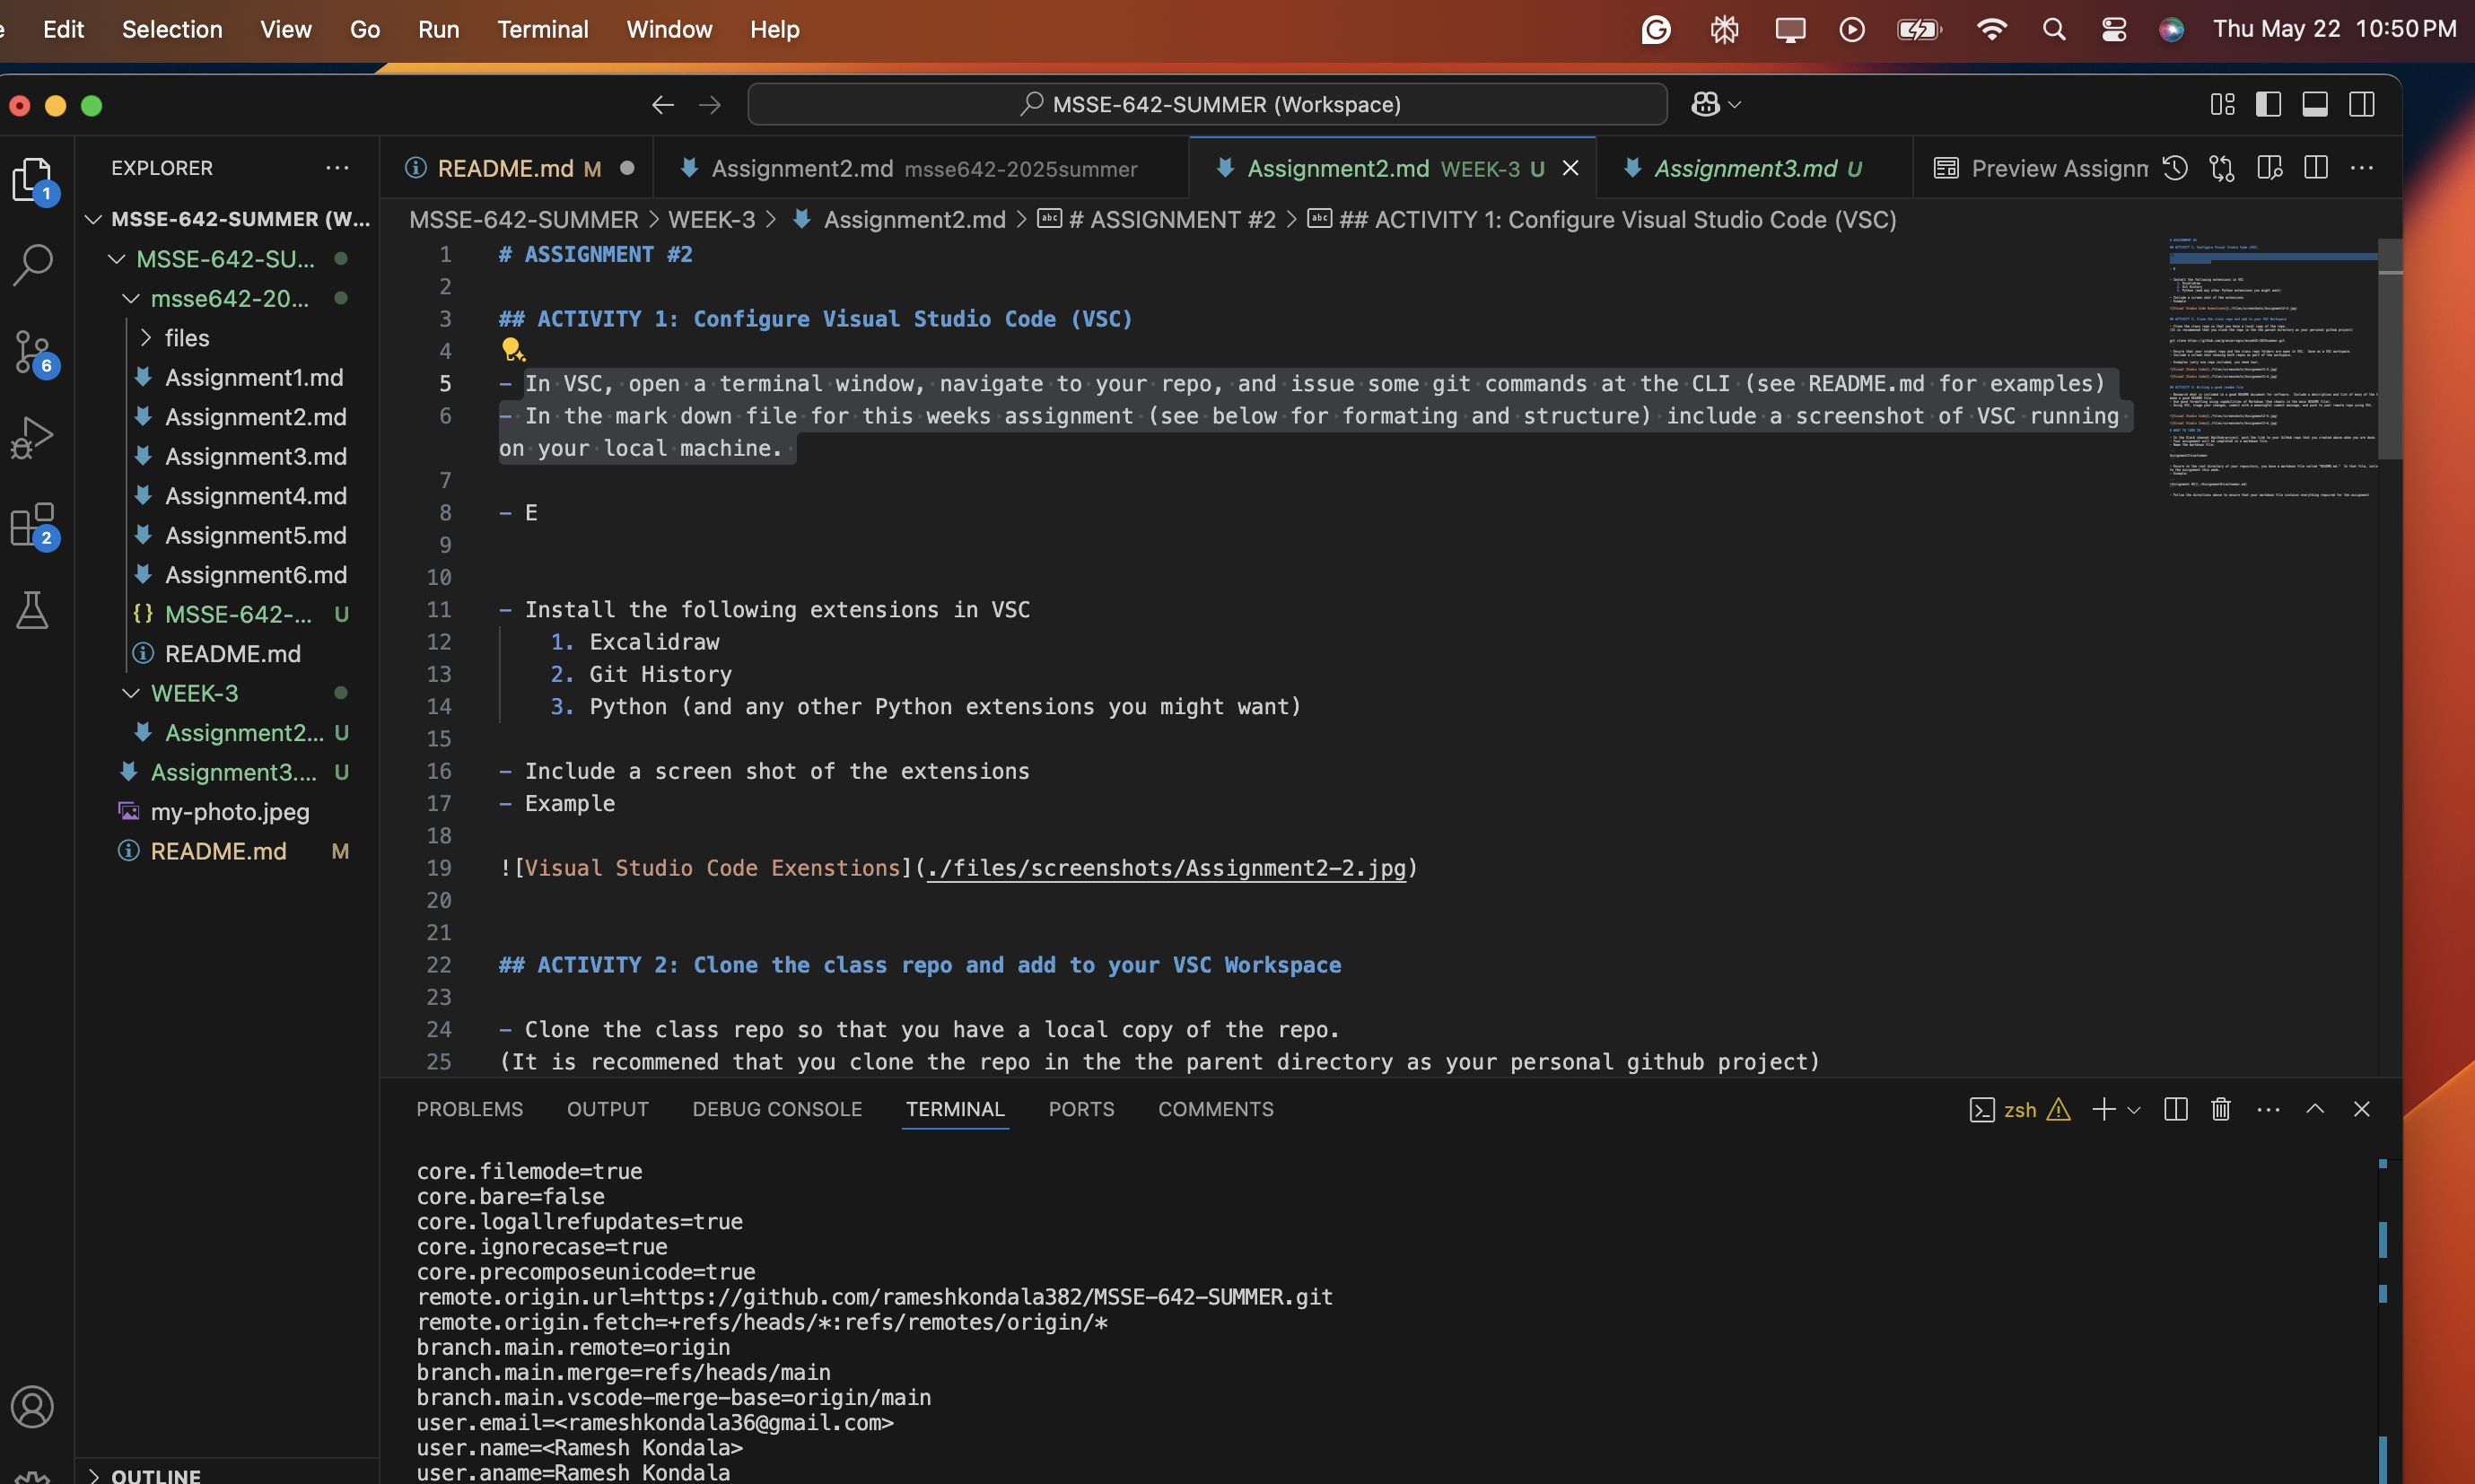 Edit Selection View Go Run Terminal Window Help Thu May 22 10:50 PM
MSSE-642-SUMMER (Workspace)
EXPLORER
README.md M
Assignment2.md msse642-2025summer
Assignment2.md WEEK-3 U
Assignment3.md U
Preview Assignm
MSSE-642-SUMMER > WEEK-3 > Assignment2.md > # ASSIGNMENT #2 > ## ACTIVITY 1: Configure Visual Studio Code (VSC)
1
6
2
MSSE-642-SUMMER (W...
MSSE-642-SU...
msse642-20...
files
Assignment1.md
Assignment2.md
Assignment3.md
Assignment4.md
Assignment5.md
Assignment6.md
{} MSSE-642-... U
README.md
WEEK-3
Assignment2... U
Assignment3.... U
my-photo.jpeg
README.md M
OUTLINE
1 # ASSIGNMENT #2
2
3 ## ACTIVITY 1: Configure Visual Studio Code (VSC)
4
5 - In VSC, open a terminal window, navigate to your repo, and issue some git commands at the CLI (see README.md for examples)
6 - In the mark down file for this weeks assignment (see below for formating and structure) include a screenshot of VSC running
on your local machine.
7
8 - E
9
10
11 - Install the following extensions in VSC
12 1. Excalidraw
13 2. Git History
14 3. Python (and any other Python extensions you might want)
15
16 - Include a screen shot of the extensions
17 - Example
18
19 ![Visual Studio Code Exenstions](./files/screenshots/Assignment2-2.jpg)
20
21
22 ## ACTIVITY 2: Clone the class repo and add to your VSC Workspace
23
24 - Clone the class repo so that you have a local copy of the repo.
25 (It is recommened that you clone the repo in the the parent directory as your personal github project)
PROBLEMS OUTPUT DEBUG CONSOLE TERMINAL PORTS COMMENTS
zsh
core.filemode=true
core.bare=false
core.logallrefupdates=true
core.ignorecase=true
core.precomposeunicode=true
remote.origin.url=https://github.com/rameshkondala382/MSSE-642-SUMMER.git
remote.origin.fetch=+refs/heads/*:refs/remotes/origin/*
branch.main.remote=origin
branch.main.merge=refs/heads/main
branch.main.vscode-merge-base=origin/main
user.email=<rameshkondala36@gmail.com>
user.name=<Ramesh Kondala>
user.aname=Ramesh Kondala